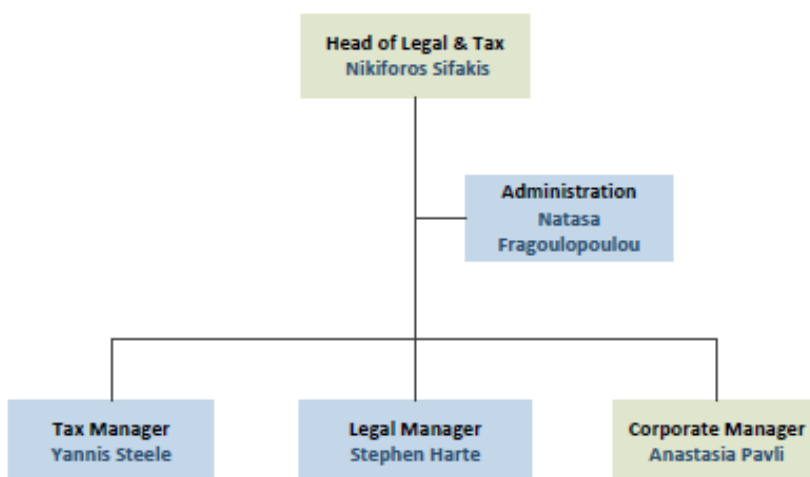 Head of Legal & Tax
Nikiforos Sifakis
Administration
Natasa
Fragoulopoulou
Tax Manager
Yannis Steele
Legal Manager
Stephen Harte
Corporate Manager
Anastasia Pavli